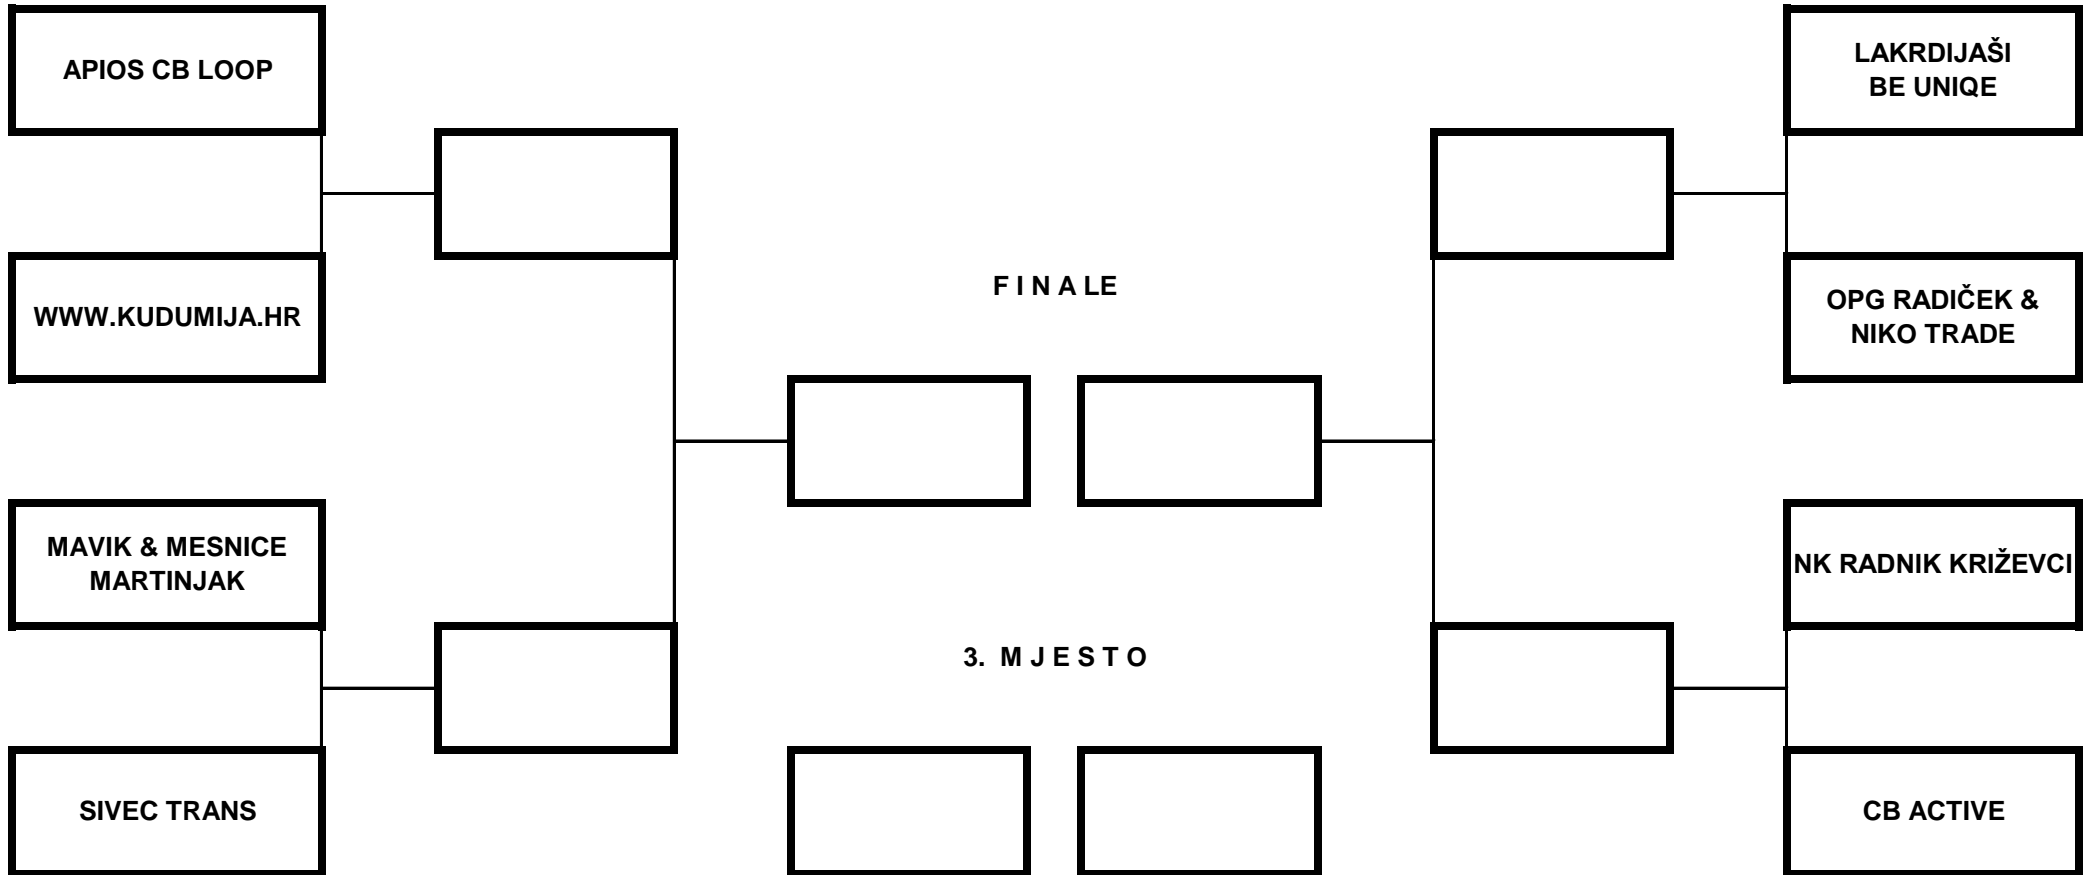 APIOS CB LOOP
LAKRDIJAŠI
BE UNIQE
WWW.KUDUMIJA.HR
F I N A LE
OPG RADIČEK &
NIKO TRADE
MAVIK & MESNICE
MARTINJAK
NK RADNIK KRIŽEVCI
3. M J E S T O
SIVEC TRANS
CB ACTIVE